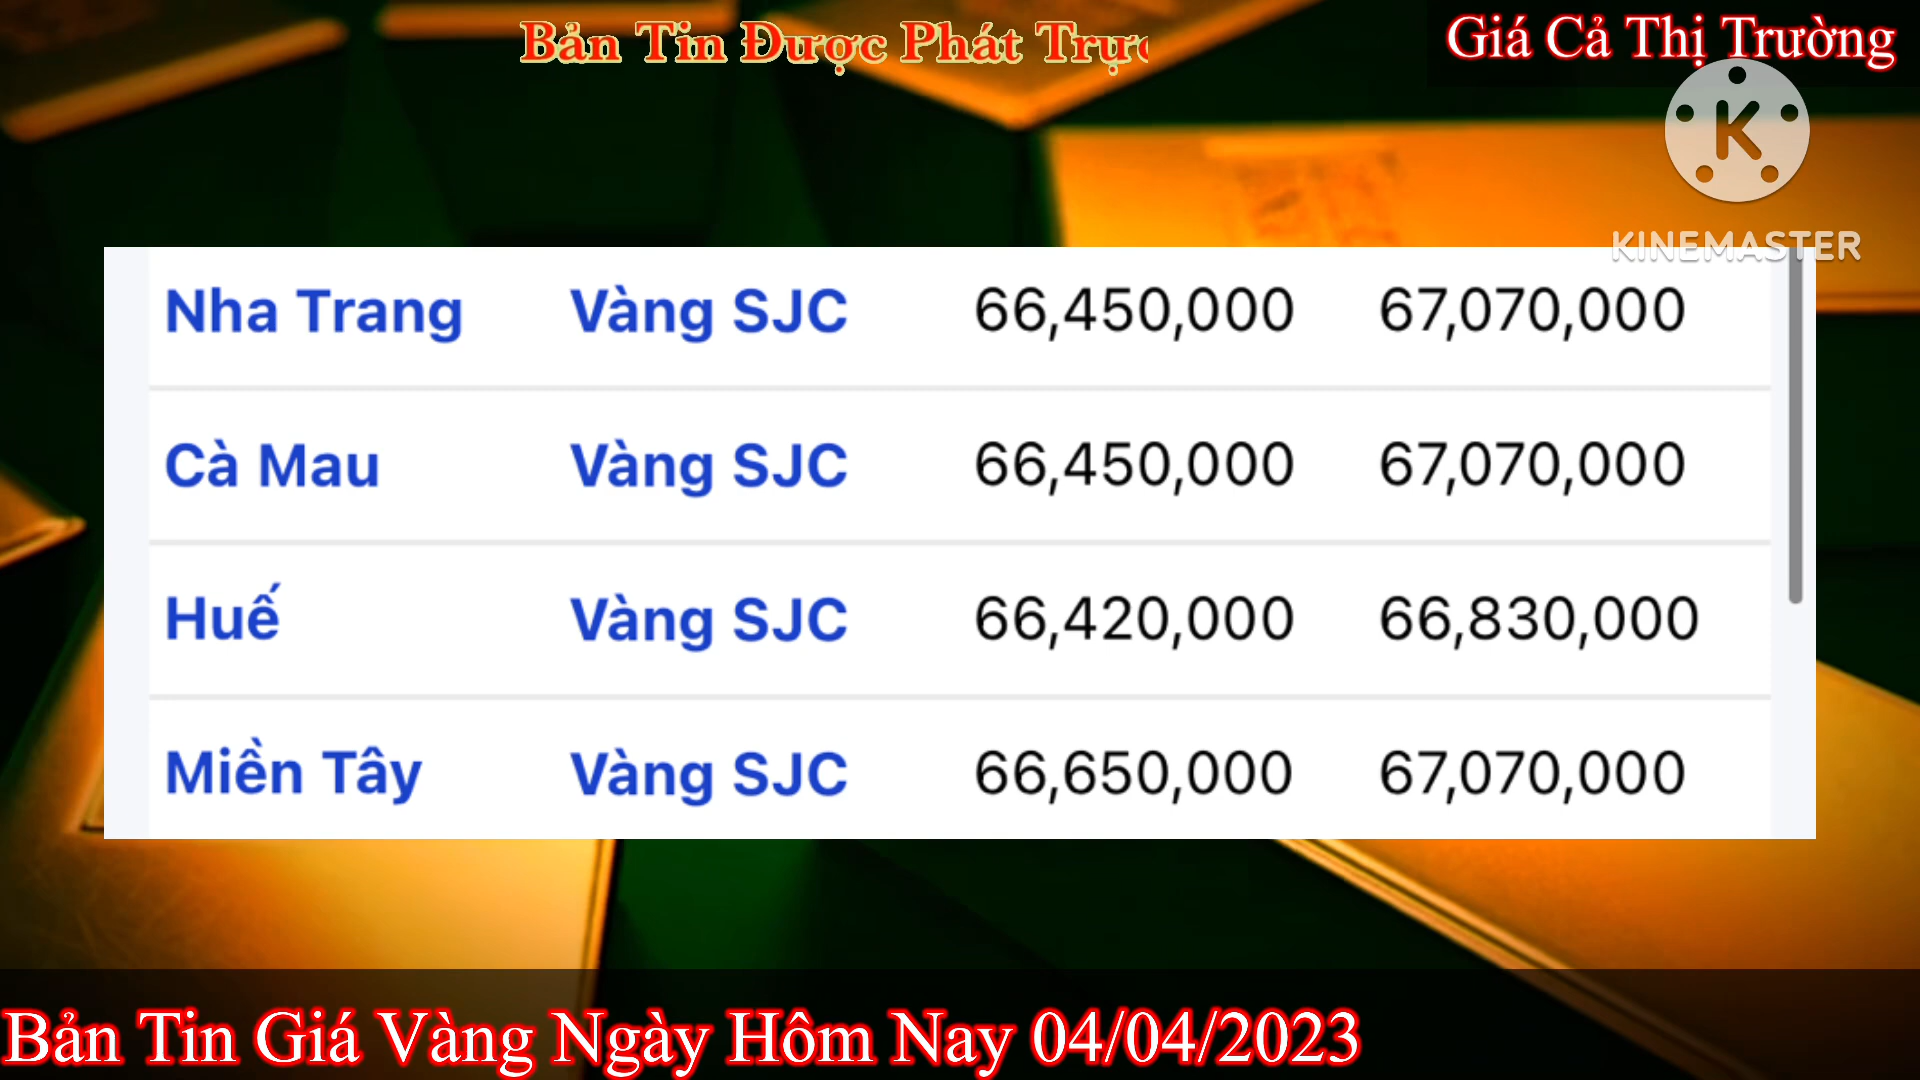 Bản Tin Được Phát Trực
Giá Cả Thị Trường
K
KINEMASTER
Nha Trang Vàng SJC 66,450,000 67,070,000
Cà Mau Vàng SJC 66,450,000 67,070,000
Huế Vàng SJC 66,420,000 66,830,000
Miền Tây Vàng SJC 66,650,000 67,070,000
Bản Tin Giá Vàng Ngày Hôm Nay 04/04/2023